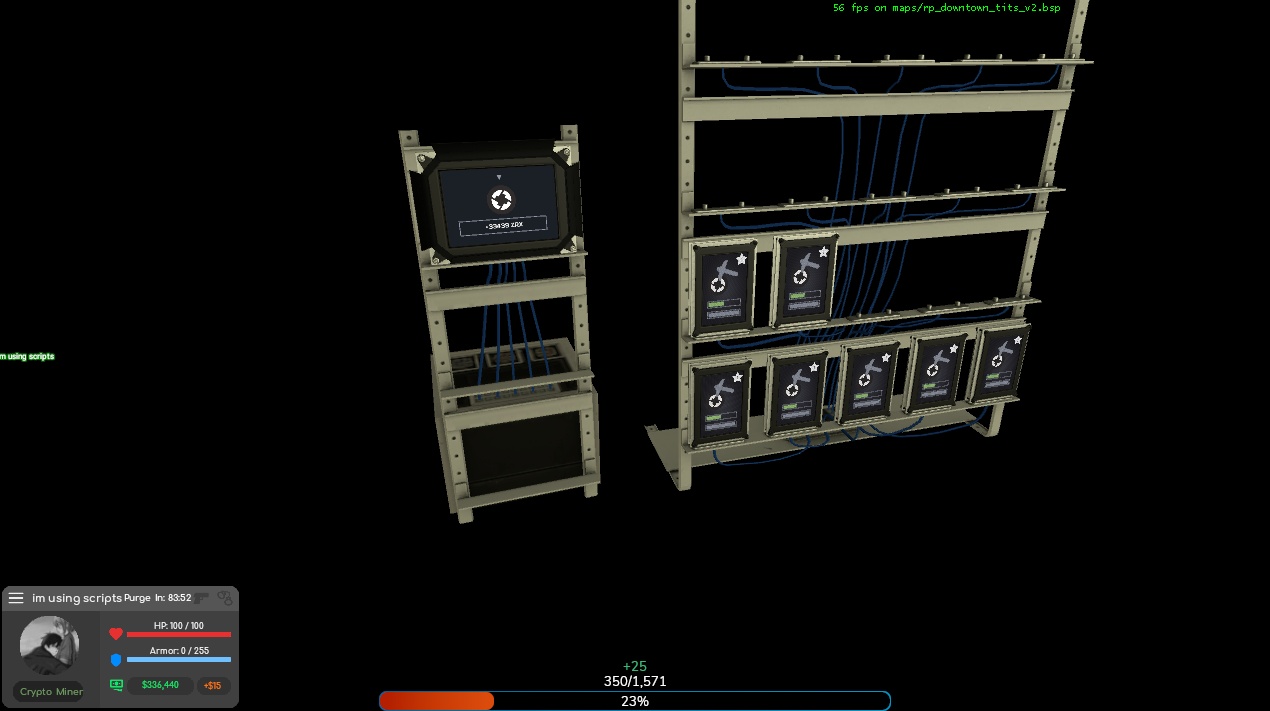 56 fps on maps/rp_downtown_tits_v2.bsp
im using scripts
im using scripts Purge In: 83:52
HP: 100 / 100
Armor: 0 / 255
Crypto Miner
$336,440
+$15
+25
350/1,571
23%